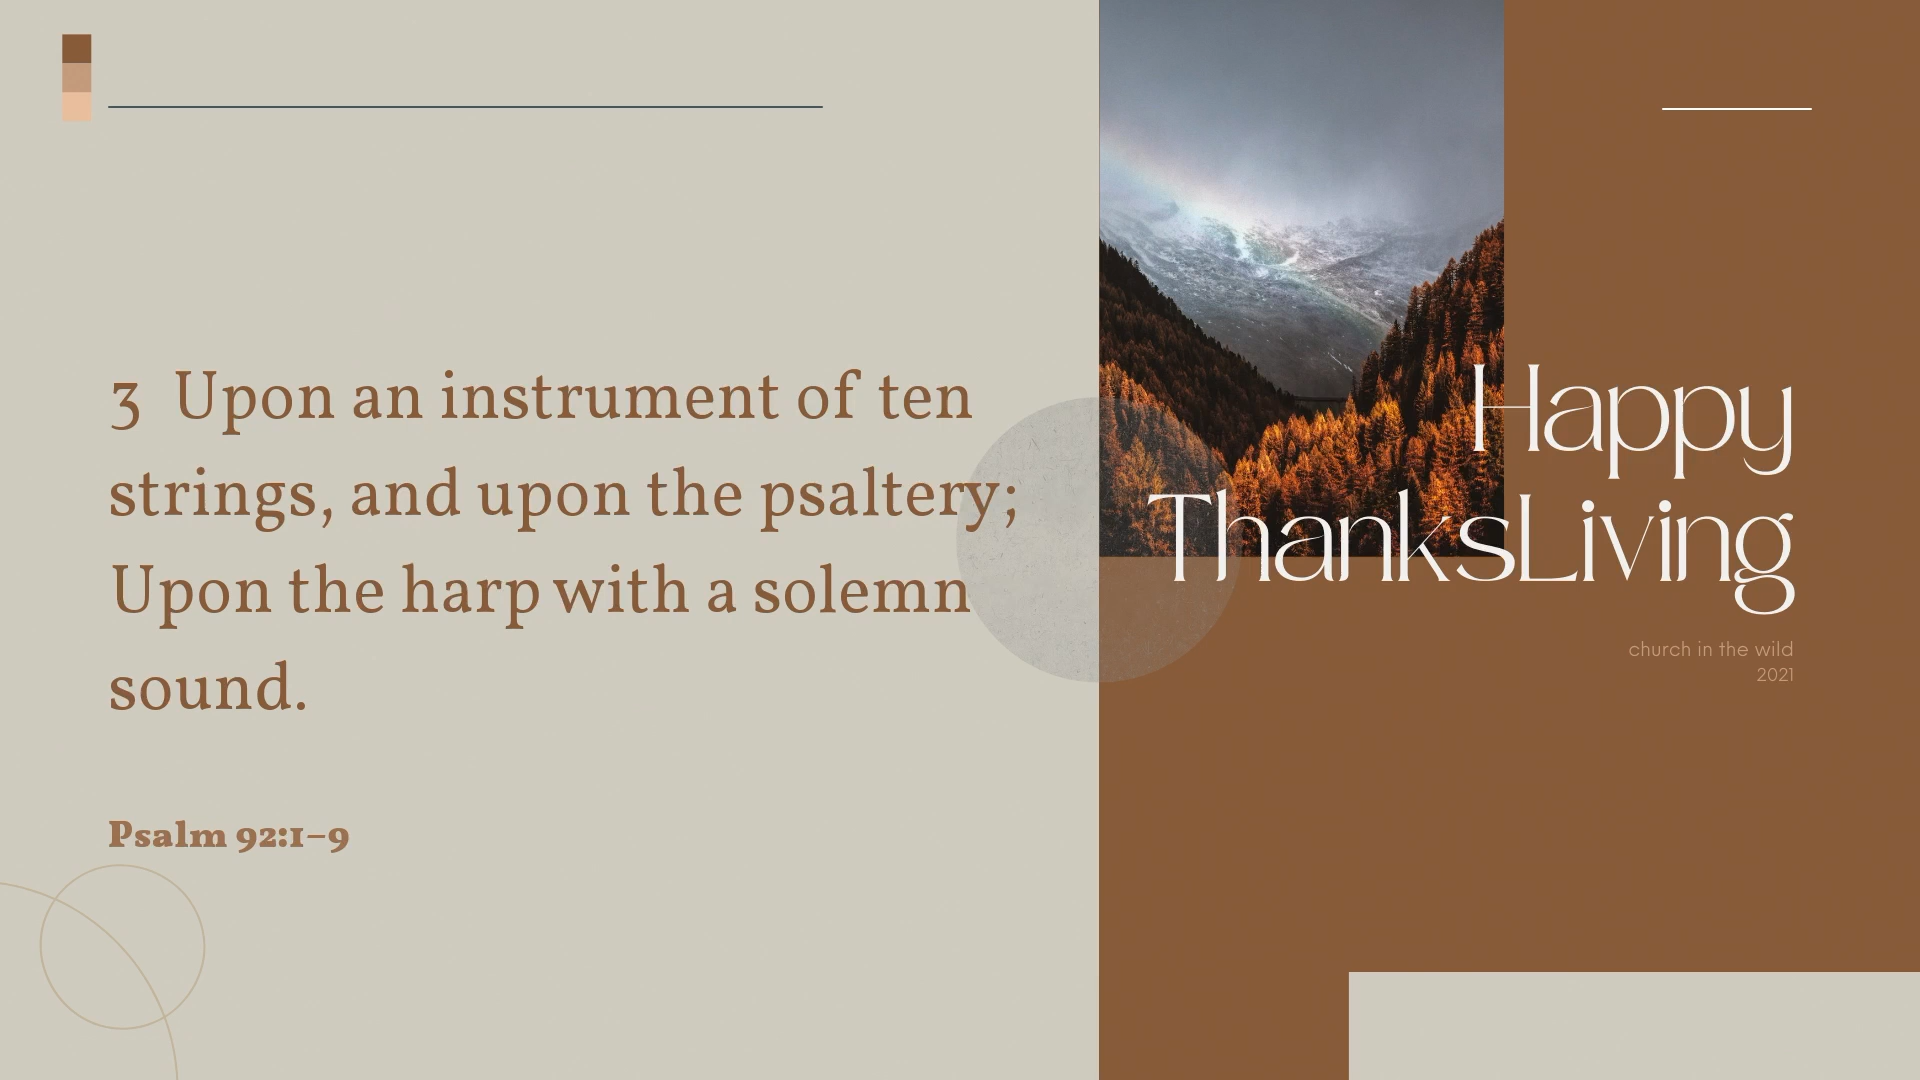 3  Upon an instrument of ten
strings, and upon the psaltery;
Upon the harp with a solemn
sound.
Psalm 92:1–9
Happy
ThanksLiving
church in the wild
2021